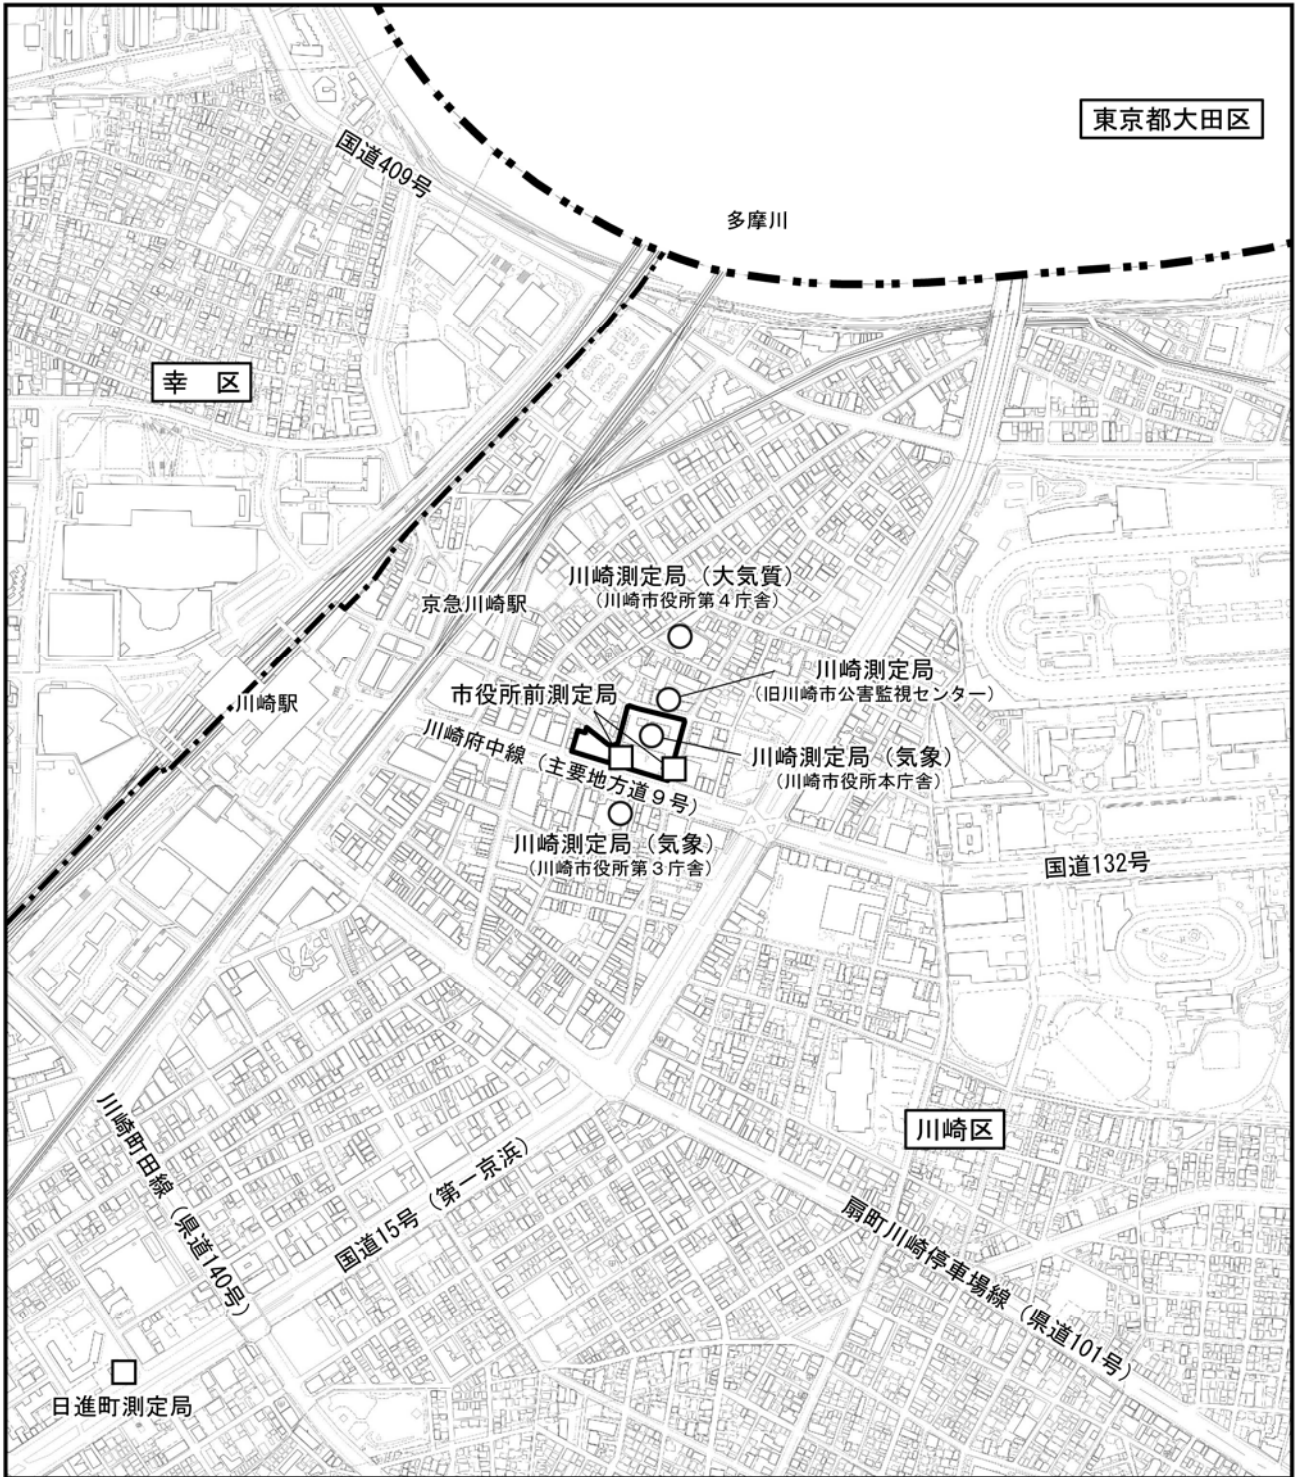 東京都大田区
国道409号
多摩川
幸　区
川崎測定局（大気質）
（川崎市役所第４庁舎）
京急川崎駅
川崎測定局
（旧川崎市公害監視センター）
市役所前測定局
川崎駅
川崎府中線（主要地方道９号）
川崎測定局（気象）
（川崎市役所本庁舎）
川崎測定局（気象）
（川崎市役所第３庁舎）
国道132号
川崎町田線（県道140号）
川崎区
国道15号（第一京浜）
扇町川崎停車場線（県道101号）
日進町測定局